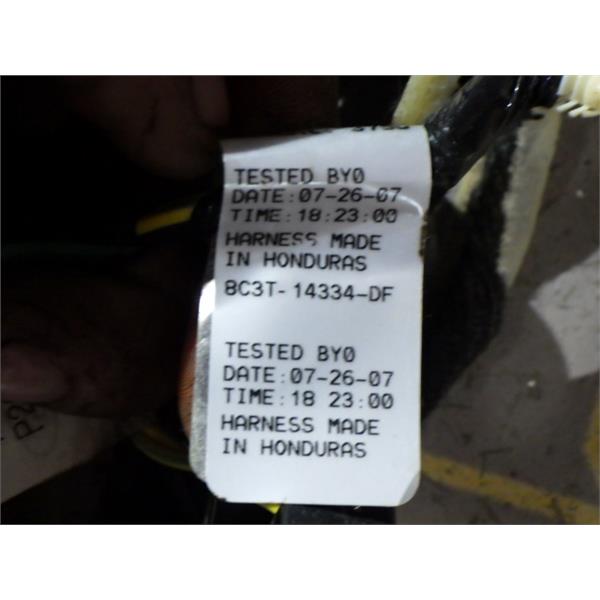 TESTED BY0
DATE:07-26-07
TIME:18:23:00
HARNESS MADE
IN HONDURAS
8C3T-14334-DF
TESTED BY0
DATE:07-26-07
TIME:18 23:00
HARNESS MADE
IN HONDURAS